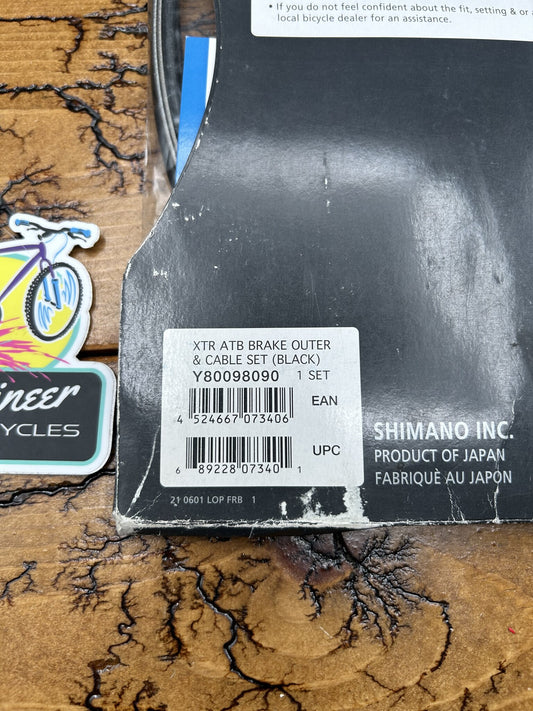 • If you do not feel confident about the fit, setting & or
local bicycle dealer for an assistance.
XTR ATB BRAKE OUTER
& CABLE SET (BLACK)
Y80098090 1 SET
4 524667 073406
EAN
6 89228 07340 1
UPC
SHIMANO INC.
PRODUCT OF JAPAN
FABRIQUÈ AU JAPON
21 0601 LOP FRB 1
ineer
YCLES